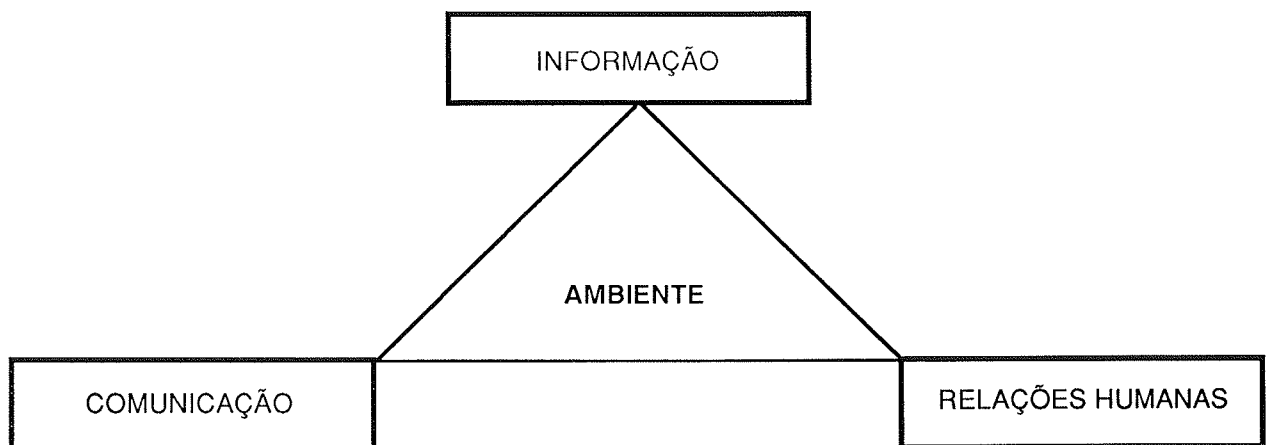 INFORMAÇÃO
AMBIENTE
COMUNICAÇÃO
RELAÇÕES HUMANAS